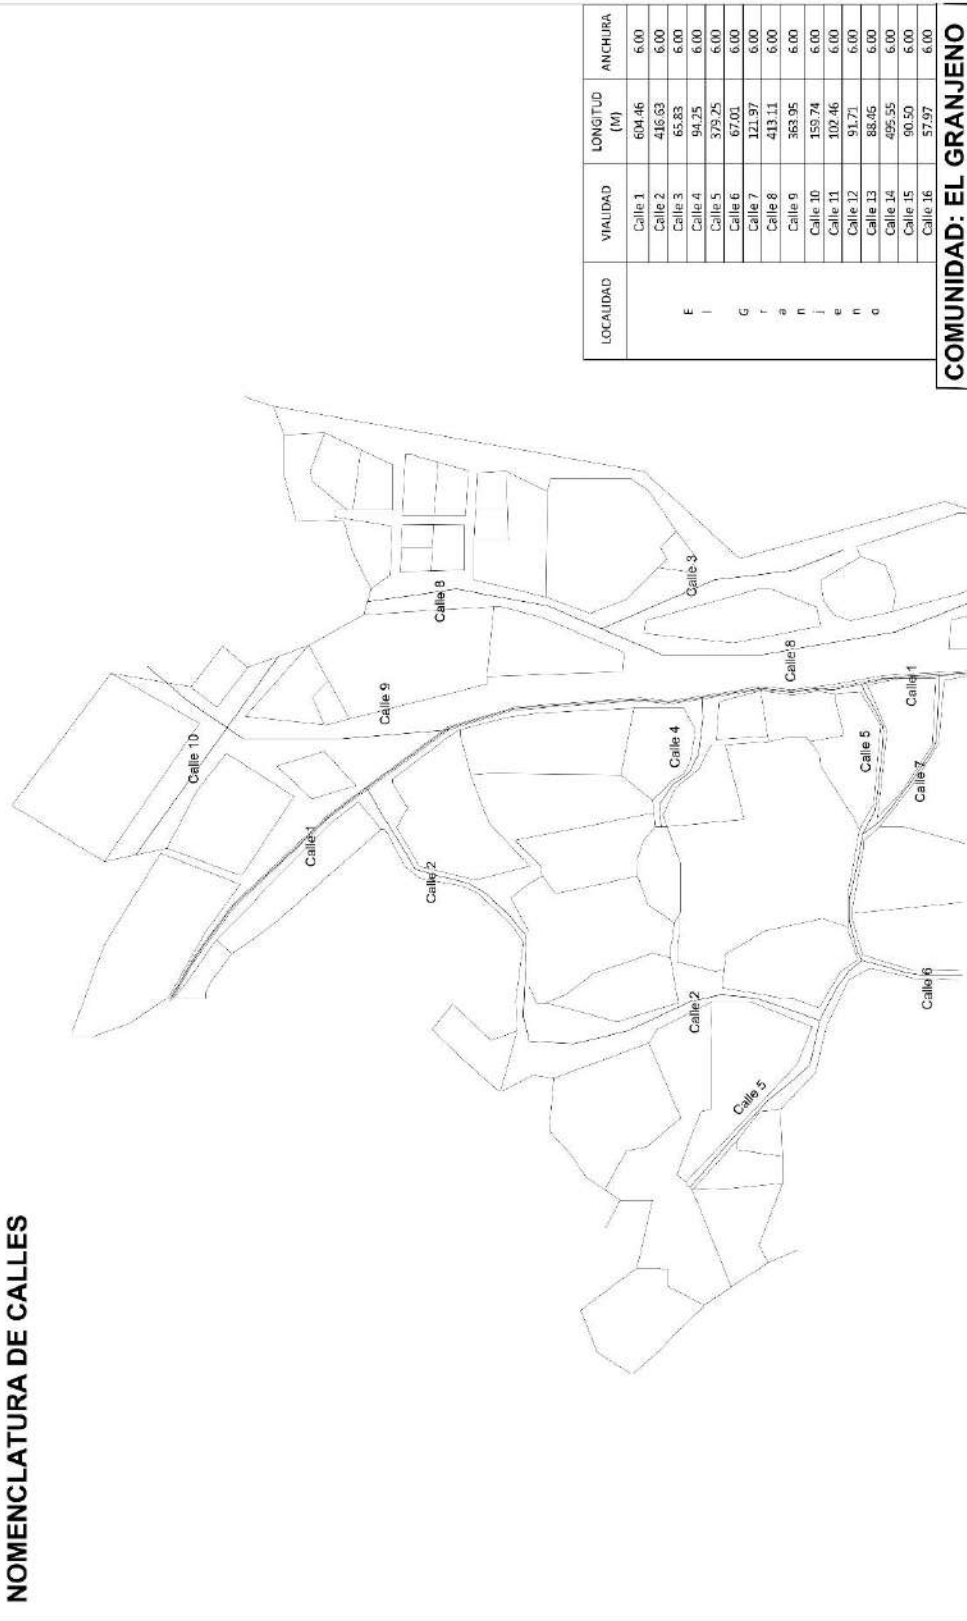 NOMENCLATURA DE CALLES
LOCALIDAD VIALIDAD LONGITUD (M) ANCHURA
El Granjeno
Calle 1 604.46 6.00
Calle 2 416.63 6.00
Calle 3 65.83 6.00
Calle 4 94.25 6.00
Calle 5 379.25 6.00
Calle 6 67.01 6.00
Calle 7 121.97 6.00
Calle 8 413.11 6.00
Calle 9 363.95 6.00
Calle 10 159.74 6.00
Calle 11 102.46 6.00
Calle 12 91.71 6.00
Calle 13 88.46 6.00
Calle 14 495.55 6.00
Calle 15 90.50 6.00
Calle 16 57.97 6.00
COMUNIDAD: EL GRANJENO
Calle 10
Calle 1
Calle 9
Calle 2
Calle 8
Calle 4
Calle 3
Calle 2
Calle 5
Calle 8
Calle 5
Calle 1
Calle 7
Calle 6